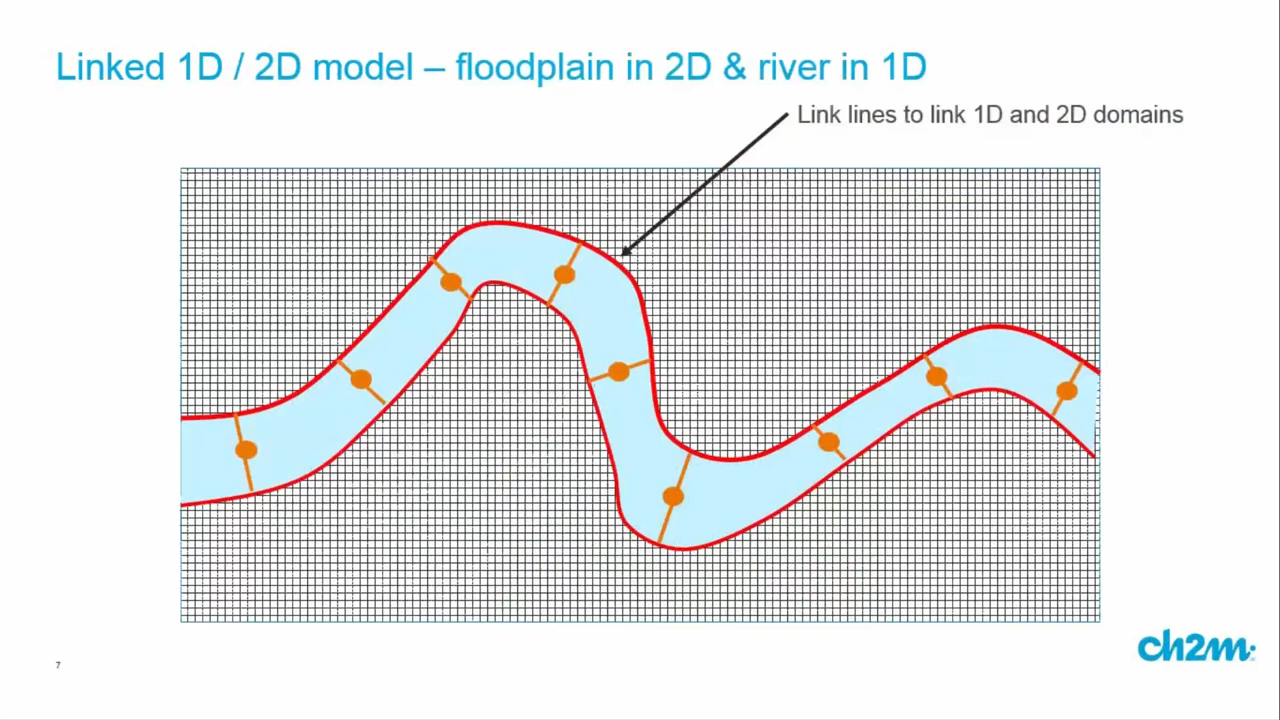 Linked 1D / 2D model – floodplain in 2D & river in 1D
Link lines to link 1D and 2D domains
ch2m:
7